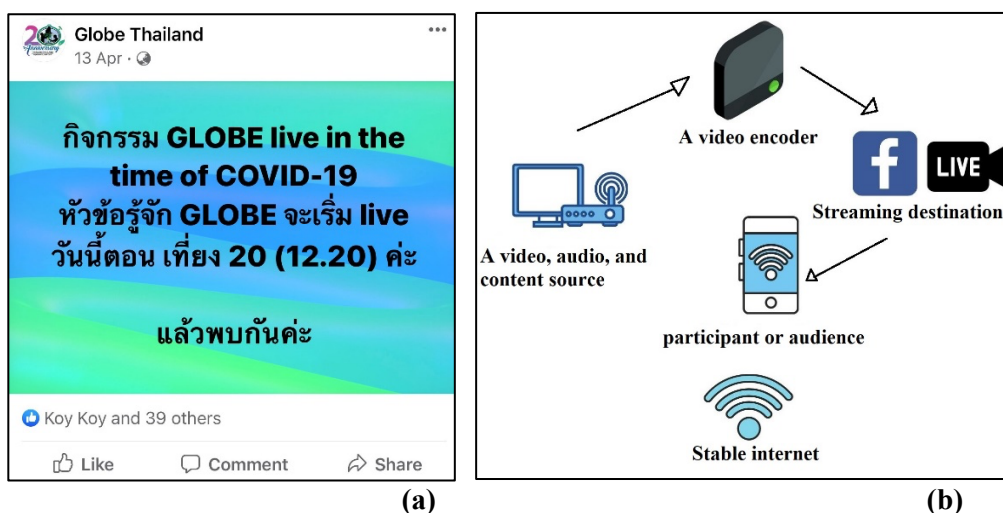 Globe Thailand
13 Apr ·
กิจกรรม GLOBE live in the
time of COVID-19
หัวข้อรู้จัก GLOBE จะเริ่ม live
วันนี้ตอน เที่ยง 20 (12.20) ค่ะ
แล้วพบกันค่ะ
Koy Koy and 39 others
Like Comment Share
(a)
A video encoder
LIVE
Streaming destination
A video, audio, and
content source
participant or audience
Stable internet
(b)